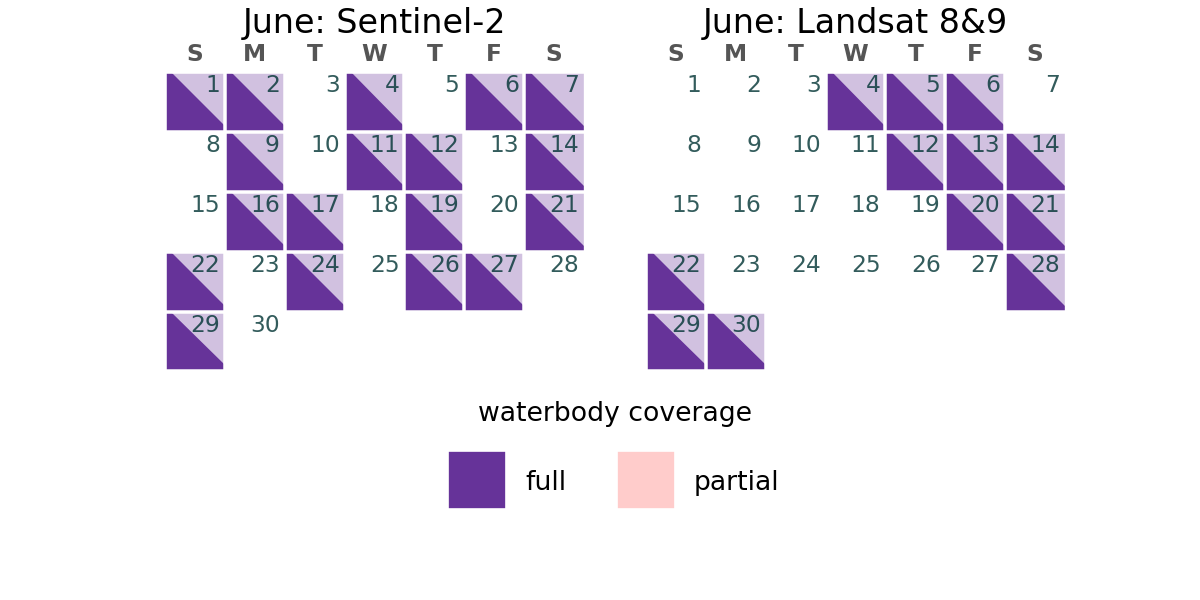 June: Sentinel-2
S M T W T F S
1 2 3 4 5 6 7
8 9 10 11 12 13 14
15 16 17 18 19 20 21
22 23 24 25 26 27 28
29 30
June: Landsat 8&9
S M T W T F S
1 2 3 4 5 6 7
8 9 10 11 12 13 14
15 16 17 18 19 20 21
22 23 24 25 26 27 28
29 30
waterbody coverage
full partial